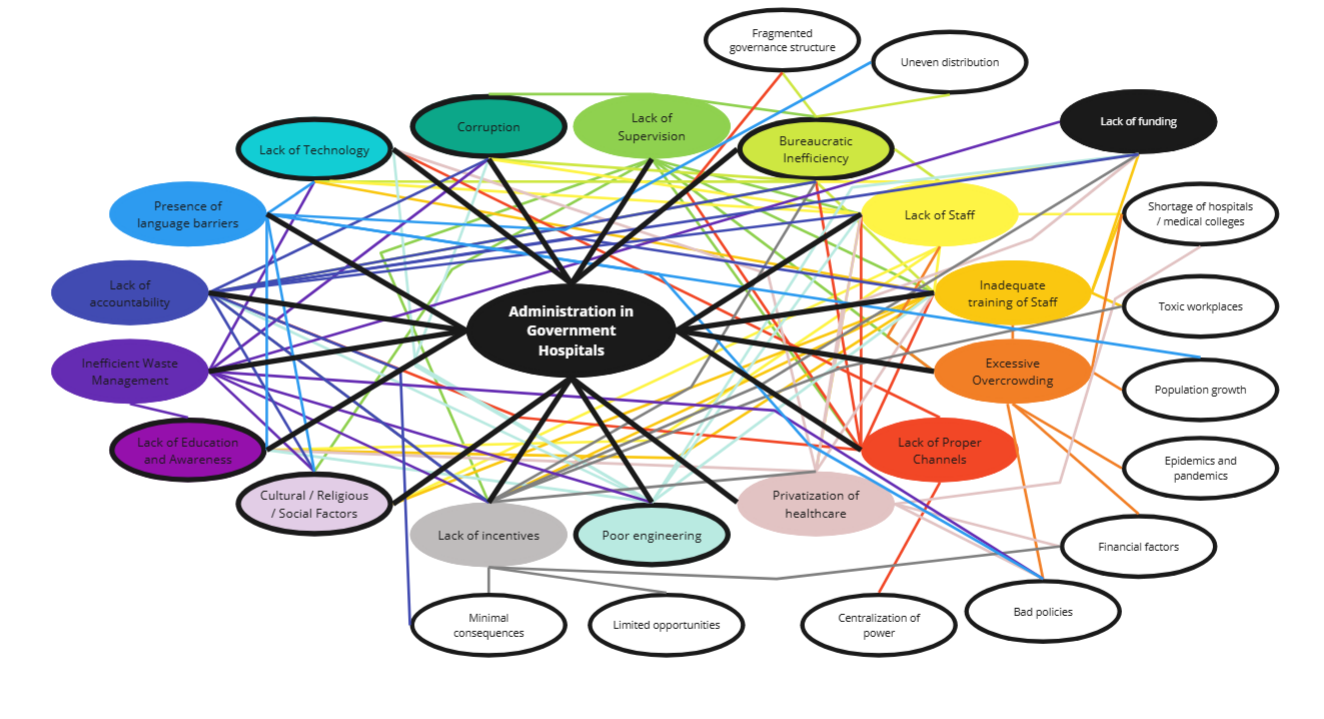 Fragmented
governance structure
Uneven distribution
Lack of funding
Corruption
Lack of
Supervision
Bureaucratic
Inefficiency
Lack of Technology
Presence of
language barriers
Lack of Staff
Shortage of hospitals
/ medical colleges
Lack of
accountability
Administration in
Government
Hospitals
Inadequate
training of Staff
Toxic workplaces
Inefficient Waste
Management
Excessive
Overcrowding
Population growth
Lack of Education
and Awareness
Lack of Proper
Channels
Epidemics and
pandemics
Cultural / Religious
/ Social Factors
Lack of incentives
Poor engineering
Privatization of
healthcare
Financial factors
Minimal
consequences
Limited opportunities
Centralization of
power
Bad policies